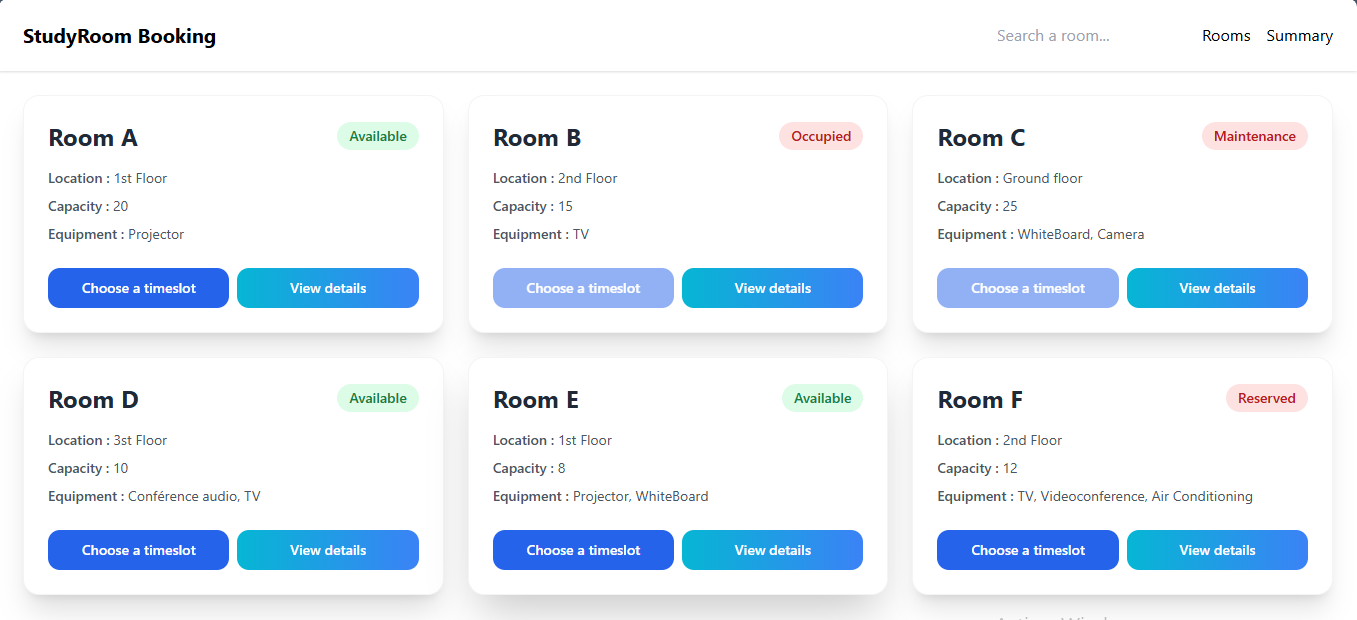 StudyRoom Booking
Search a room...
Rooms
Summary
Room A
Available
Location : 1st Floor
Capacity : 20
Equipment : Projector
Choose a timeslot
View details
Room B
Occupied
Location : 2nd Floor
Capacity : 15
Equipment : TV
Choose a timeslot
View details
Room C
Maintenance
Location : Ground floor
Capacity : 25
Equipment : WhiteBoard, Camera
Choose a timeslot
View details
Room D
Available
Location : 3st Floor
Capacity : 10
Equipment : Conférence audio, TV
Choose a timeslot
View details
Room E
Available
Location : 1st Floor
Capacity : 8
Equipment : Projector, WhiteBoard
Choose a timeslot
View details
Room F
Reserved
Location : 2nd Floor
Capacity : 12
Equipment : TV, Videoconference, Air Conditioning
Choose a timeslot
View details